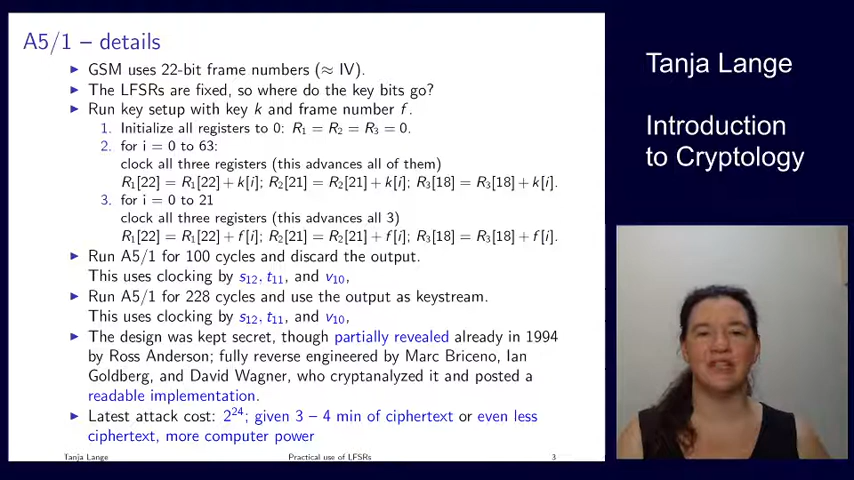 A5/1 – details
▶ GSM uses 22-bit frame numbers (≈ IV).
▶ The LFSRs are fixed, so where do the key bits go?
▶ Run key setup with key k and frame number f.
1. Initialize all registers to 0: R₁ = R₂ = R₃ = 0.
2. for i = 0 to 63:
clock all three registers (this advances all of them)
R₁[22] = R₁[22] + k[i]; R₂[21] = R₂[21] + k[i]; R₃[18] = R₃[18] + k[i].
3. for i = 0 to 21
clock all three registers (this advances all 3)
R₁[22] = R₁[22] + f[i]; R₂[21] = R₂[21] + f[i]; R₃[18] = R₃[18] + f[i].
▶ Run A5/1 for 100 cycles and discard the output.
This uses clocking by s₁₂, t₁₁, and v₁₀,
▶ Run A5/1 for 228 cycles and use the output as keystream.
This uses clocking by s₁₂, t₁₁, and v₁₀,
▶ The design was kept secret, though partially revealed already in 1994
by Ross Anderson; fully reverse engineered by Marc Briceno, Ian
Goldberg, and David Wagner, who cryptanalyzed it and posted a
readable implementation.
▶ Latest attack cost: 2²⁴; given 3 – 4 min of ciphertext or even less
ciphertext, more computer power
Tanja Lange
Practical use of LFSRs
3
Tanja Lange
Introduction
to Cryptology